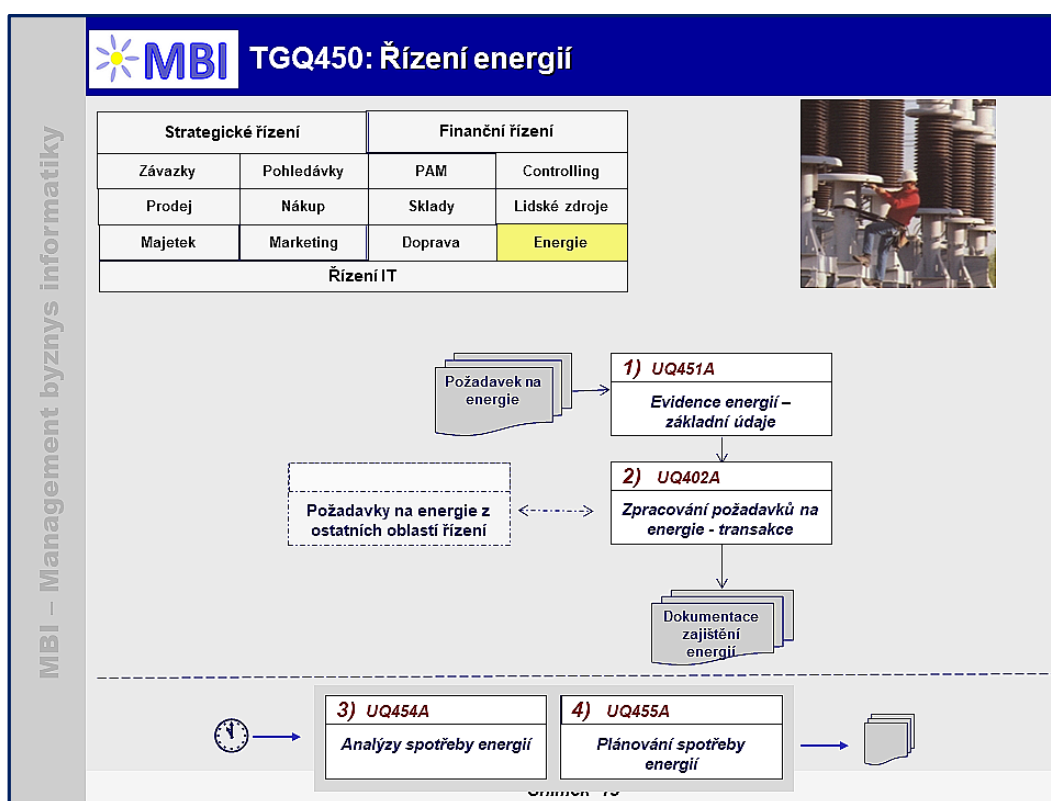 MBI
TGQ450: Řízení energií
MBI – Management byznys informatiky
Strategické řízení
Finanční řízení
Závazky
Pohledávky
PAM
Controlling
Prodej
Nákup
Sklady
Lidské zdroje
Majetek
Marketing
Doprava
Energie
Řízení IT
Požadavek na
energie
1) UQ451A
Evidence energií –
základní údaje
2) UQ402A
Zpracování požadavků na
energie - transakce
Požadavky na energie z
ostatních oblastí řízení
Dokumentace
zajištění
energií
3) UQ454A
Analýzy spotřeby energií
4) UQ455A
Plánování spotřeby
energií